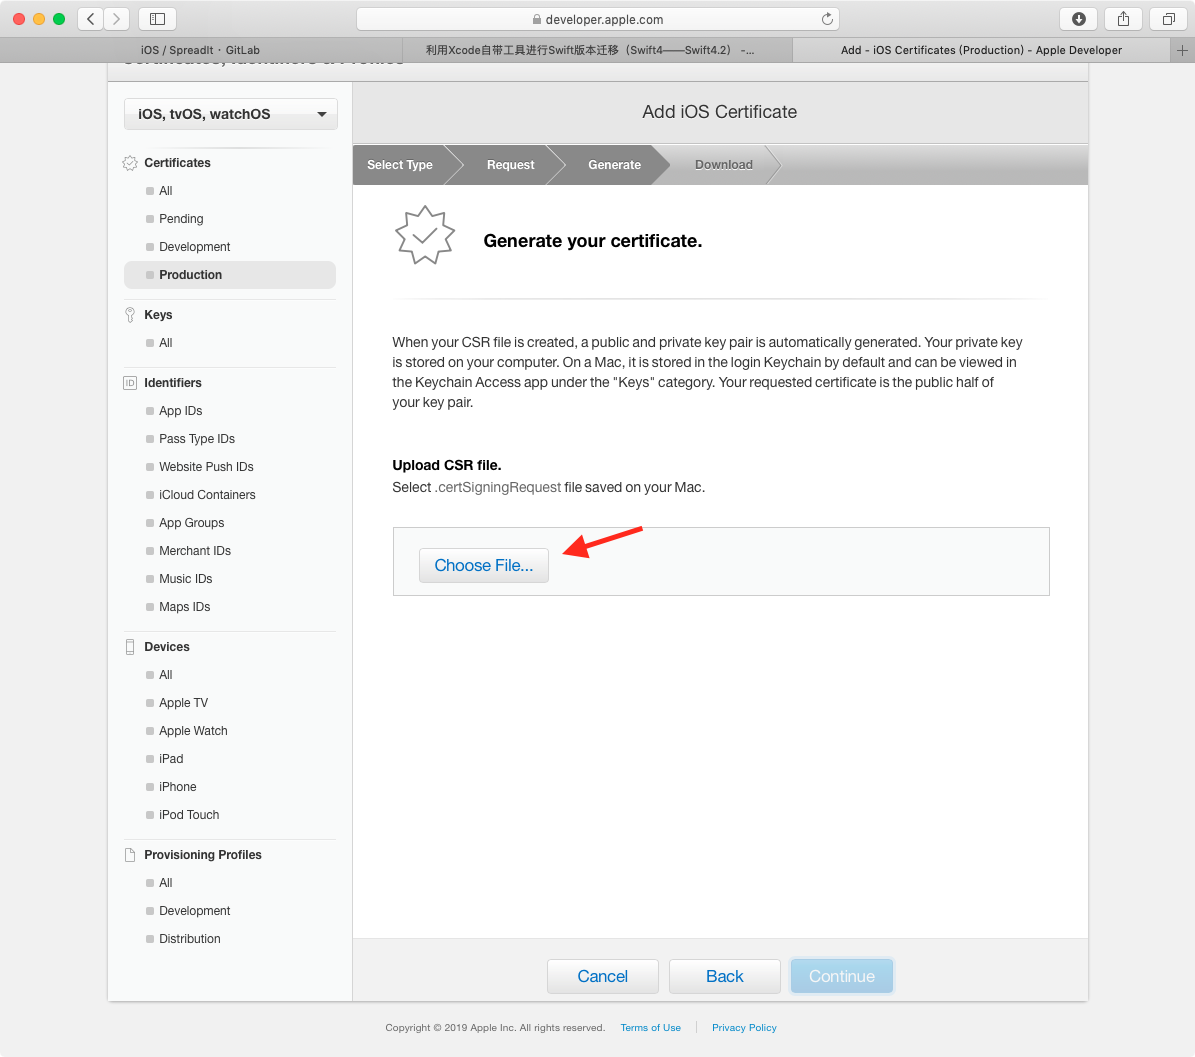 developer.apple.com
iOS / SpreadIt · GitLab
利用Xcode自带工具进行Swift版本迁移（Swift4——Swift4.2） -...
Add - iOS Certificates (Production) - Apple Developer
Certificates, Identifiers & Profiles
iOS, tvOS, watchOS
Certificates
All
Pending
Development
Production
Keys
All
ID
Identifiers
App IDs
Pass Type IDs
Website Push IDs
iCloud Containers
App Groups
Merchant IDs
Music IDs
Maps IDs
Devices
All
Apple TV
Apple Watch
iPad
iPhone
iPod Touch
Provisioning Profiles
All
Development
Distribution
Add iOS Certificate
Select Type
Request
Generate
Download
Generate your certificate.
When your CSR file is created, a public and private key pair is automatically generated. Your private key
is stored on your computer. On a Mac, it is stored in the login Keychain by default and can be viewed in
the Keychain Access app under the "Keys" category. Your requested certificate is the public half of
your key pair.
Upload CSR file.
Select .certSigningRequest file saved on your Mac.
Choose File...
Cancel
Back
Continue
Copyright © 2019 Apple Inc. All rights reserved.
Terms of Use
Privacy Policy